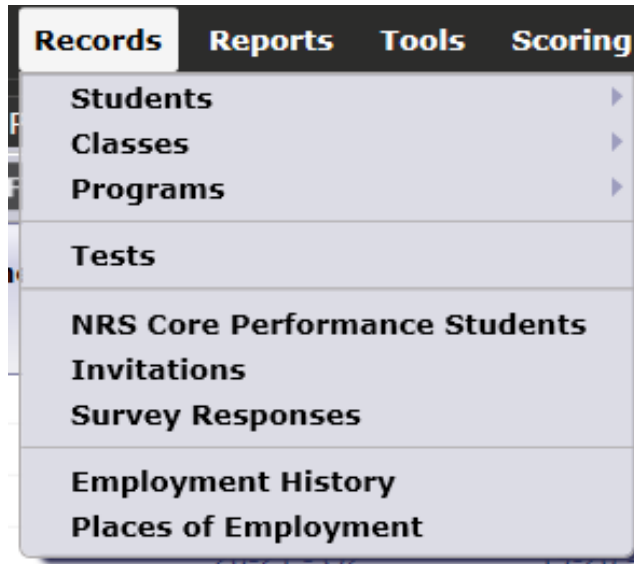 Records Reports Tools Scoring
Students
Classes
Programs
Tests
NRS Core Performance Students
Invitations
Survey Responses
Employment History
Places of Employment